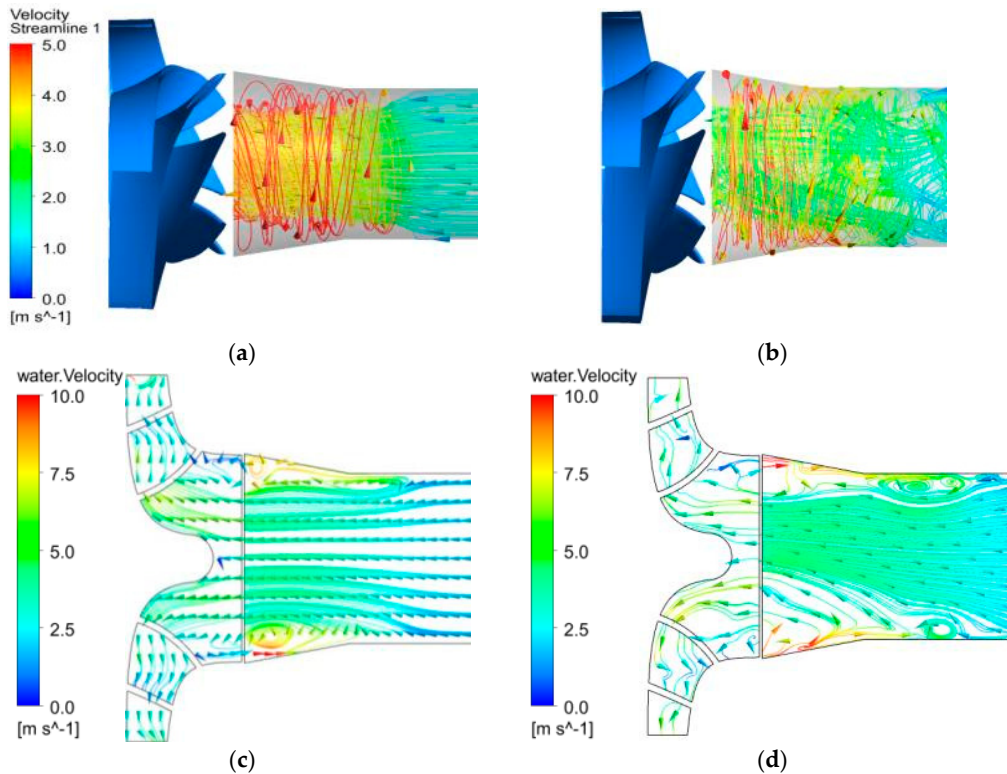 Velocity
Streamline 1
5.0
4.0
3.0
2.0
1.0
0.0
[m s^-1]
(a)
(b)
water.Velocity
10.0
7.5
5.0
2.5
0.0
[m s^-1]
(c)
water.Velocity
10.0
7.5
5.0
2.5
0.0
[m s^-1]
(d)